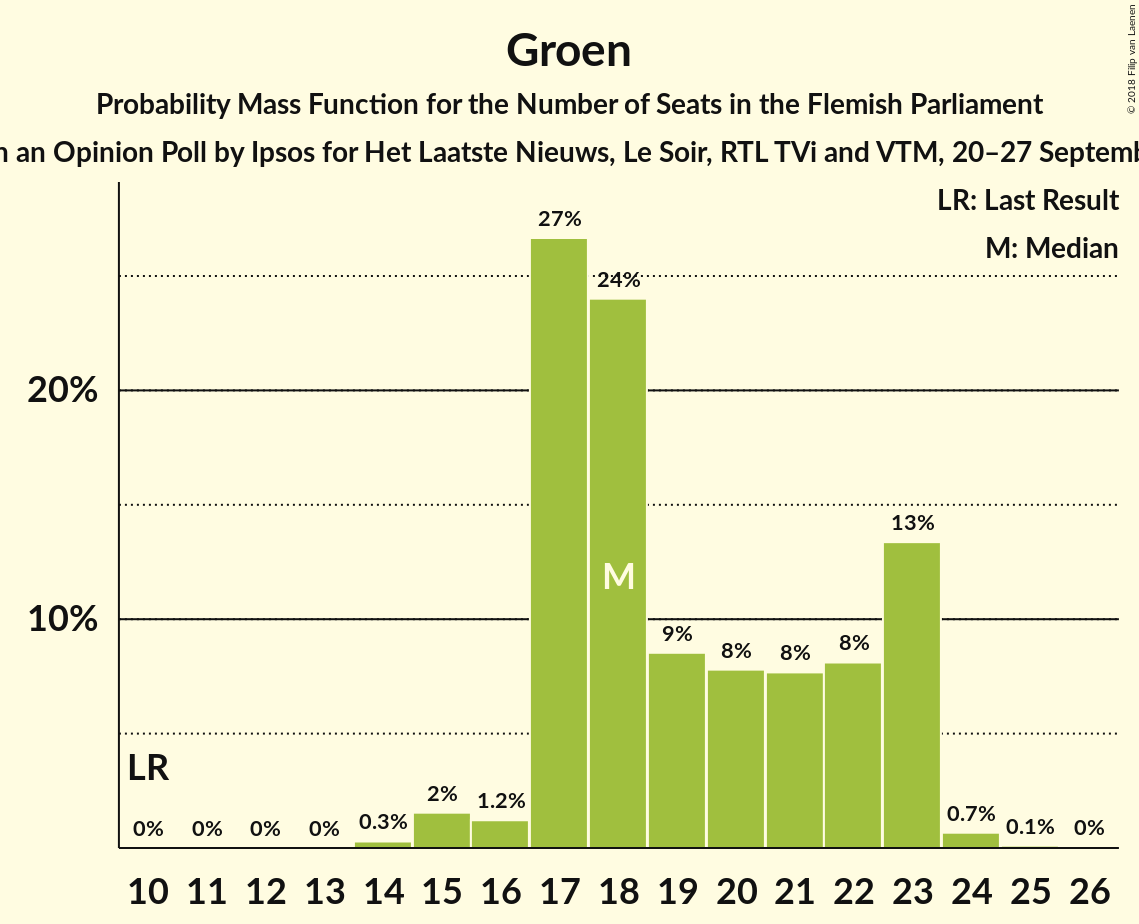 Groen
Probability Mass Function for the Number of Seats in the Flemish Parliament
an Opinion Poll by Ipsos for Het Laatste Nieuws, Le Soir, RTL TVi and VTM, 20–27
© 2018 Filip van Laenen
LR: Last Result
M: Median
27%
24%
20%
13%
M
10%
9%
8%
8%
8%
LR
0%
0%
0%
0%
0.3%
2%
1.2%
0.7%
0.1%
0%
10 11 12 13 14 15 16 17 18 19 20 21 22 23 24 25 26